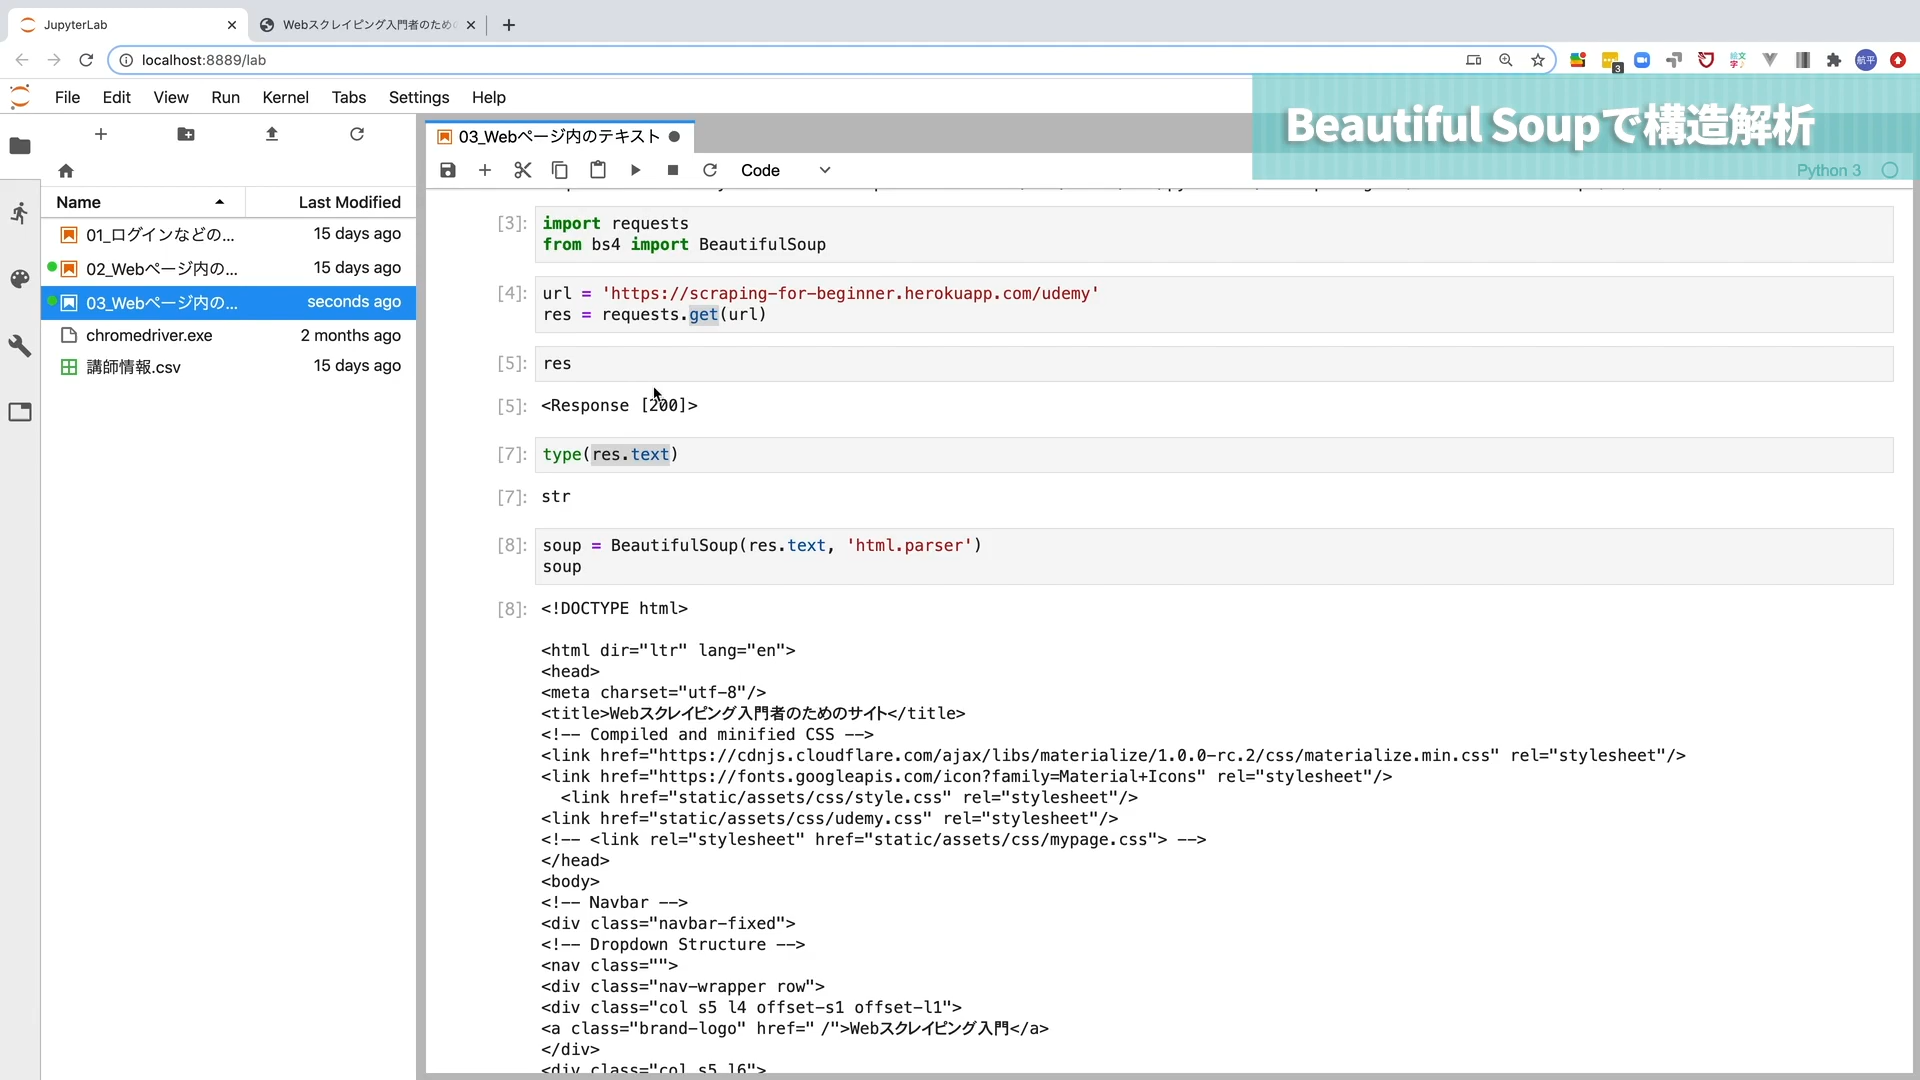 JupyterLab
Webスクレイピング入門者のため
localhost:8889/lab
3
絵文字♪
航平
File Edit View Run Kernel Tabs Settings Help
Beautiful Soupで構造解析
03_Webページ内のテキスト
Code
Python 3
Name Last Modified
01_ログインなどの... 15 days ago
02_Webページ内の... 15 days ago
03_Webページ内の... seconds ago
chromedriver.exe 2 months ago
講師情報.csv 15 days ago
[3]: import requests
from bs4 import BeautifulSoup
[4]: url = 'https://scraping-for-beginner.herokuapp.com/udemy'
res = requests.get(url)
[5]: res
[5]: <Response [200]>
[7]: type(res.text)
[7]: str
[8]: soup = BeautifulSoup(res.text, 'html.parser')
soup
[8]: <!DOCTYPE html>
<html dir="ltr" lang="en">
<head>
<meta charset="utf-8"/>
<title>Webスクレイピング入門者のためのサイト</title>
<!-- Compiled and minified CSS -->
<link href="https://cdnjs.cloudflare.com/ajax/libs/materialize/1.0.0-rc.2/css/materialize.min.css" rel="stylesheet"/>
<link href="https://fonts.googleapis.com/icon?family=Material+Icons" rel="stylesheet"/>
<link href="static/assets/css/style.css" rel="stylesheet"/>
<link href="static/assets/css/udemy.css" rel="stylesheet"/>
<!-- <link rel="stylesheet" href="static/assets/css/mypage.css"> -->
</head>
<body>
<!-- Navbar -->
<div class="navbar-fixed">
<!-- Dropdown Structure -->
<nav class="">
<div class="nav-wrapper row">
<div class="col s5 l4 offset-s1 offset-l1">
<a class="brand-logo" href=" /">Webスクレイピング入門</a>
</div>
<div class="col s5 l6">